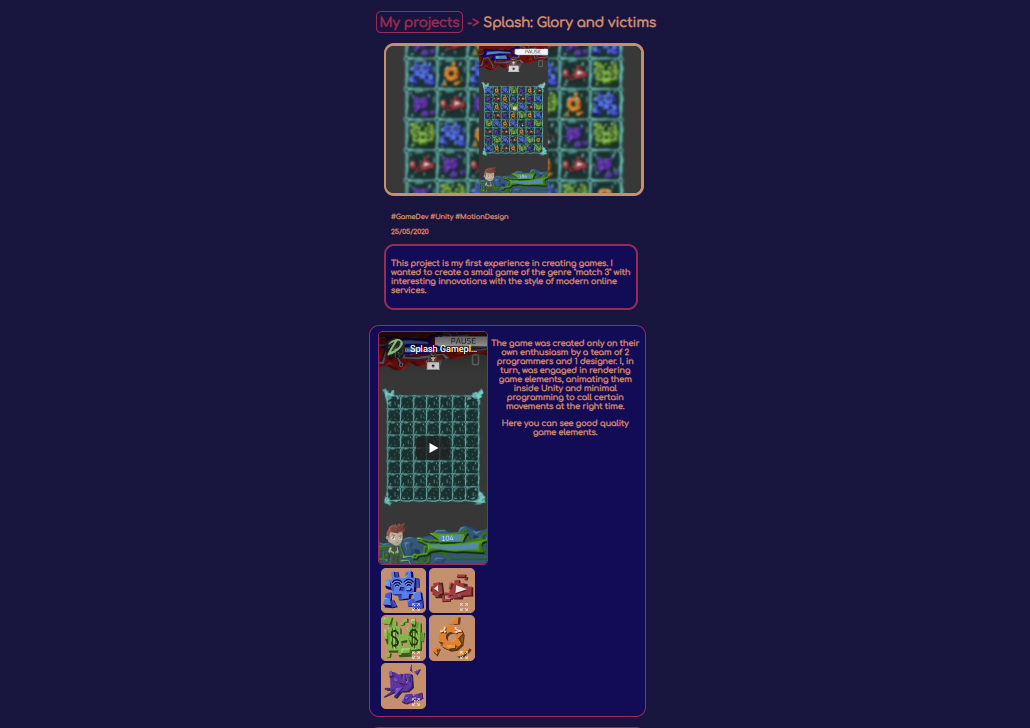 My projects -> Splash: Glory and victims
PAUSE
#GameDev #Unity #MotionDesign
25/05/2020
This project is my first experience in creating games. I
wanted to create a small game of the genre "match 3" with
interesting innovations with the style of modern online
services.
PAUSE
Splash Gamepl...
104
The game was created only on their
own enthusiasm by a team of 2
programmers and 1 designer. I, in
turn, was engaged in rendering
game elements, animating them
inside Unity and minimal
programming to call certain
movements at the right time.
Here you can see good quality
game elements.
$ $